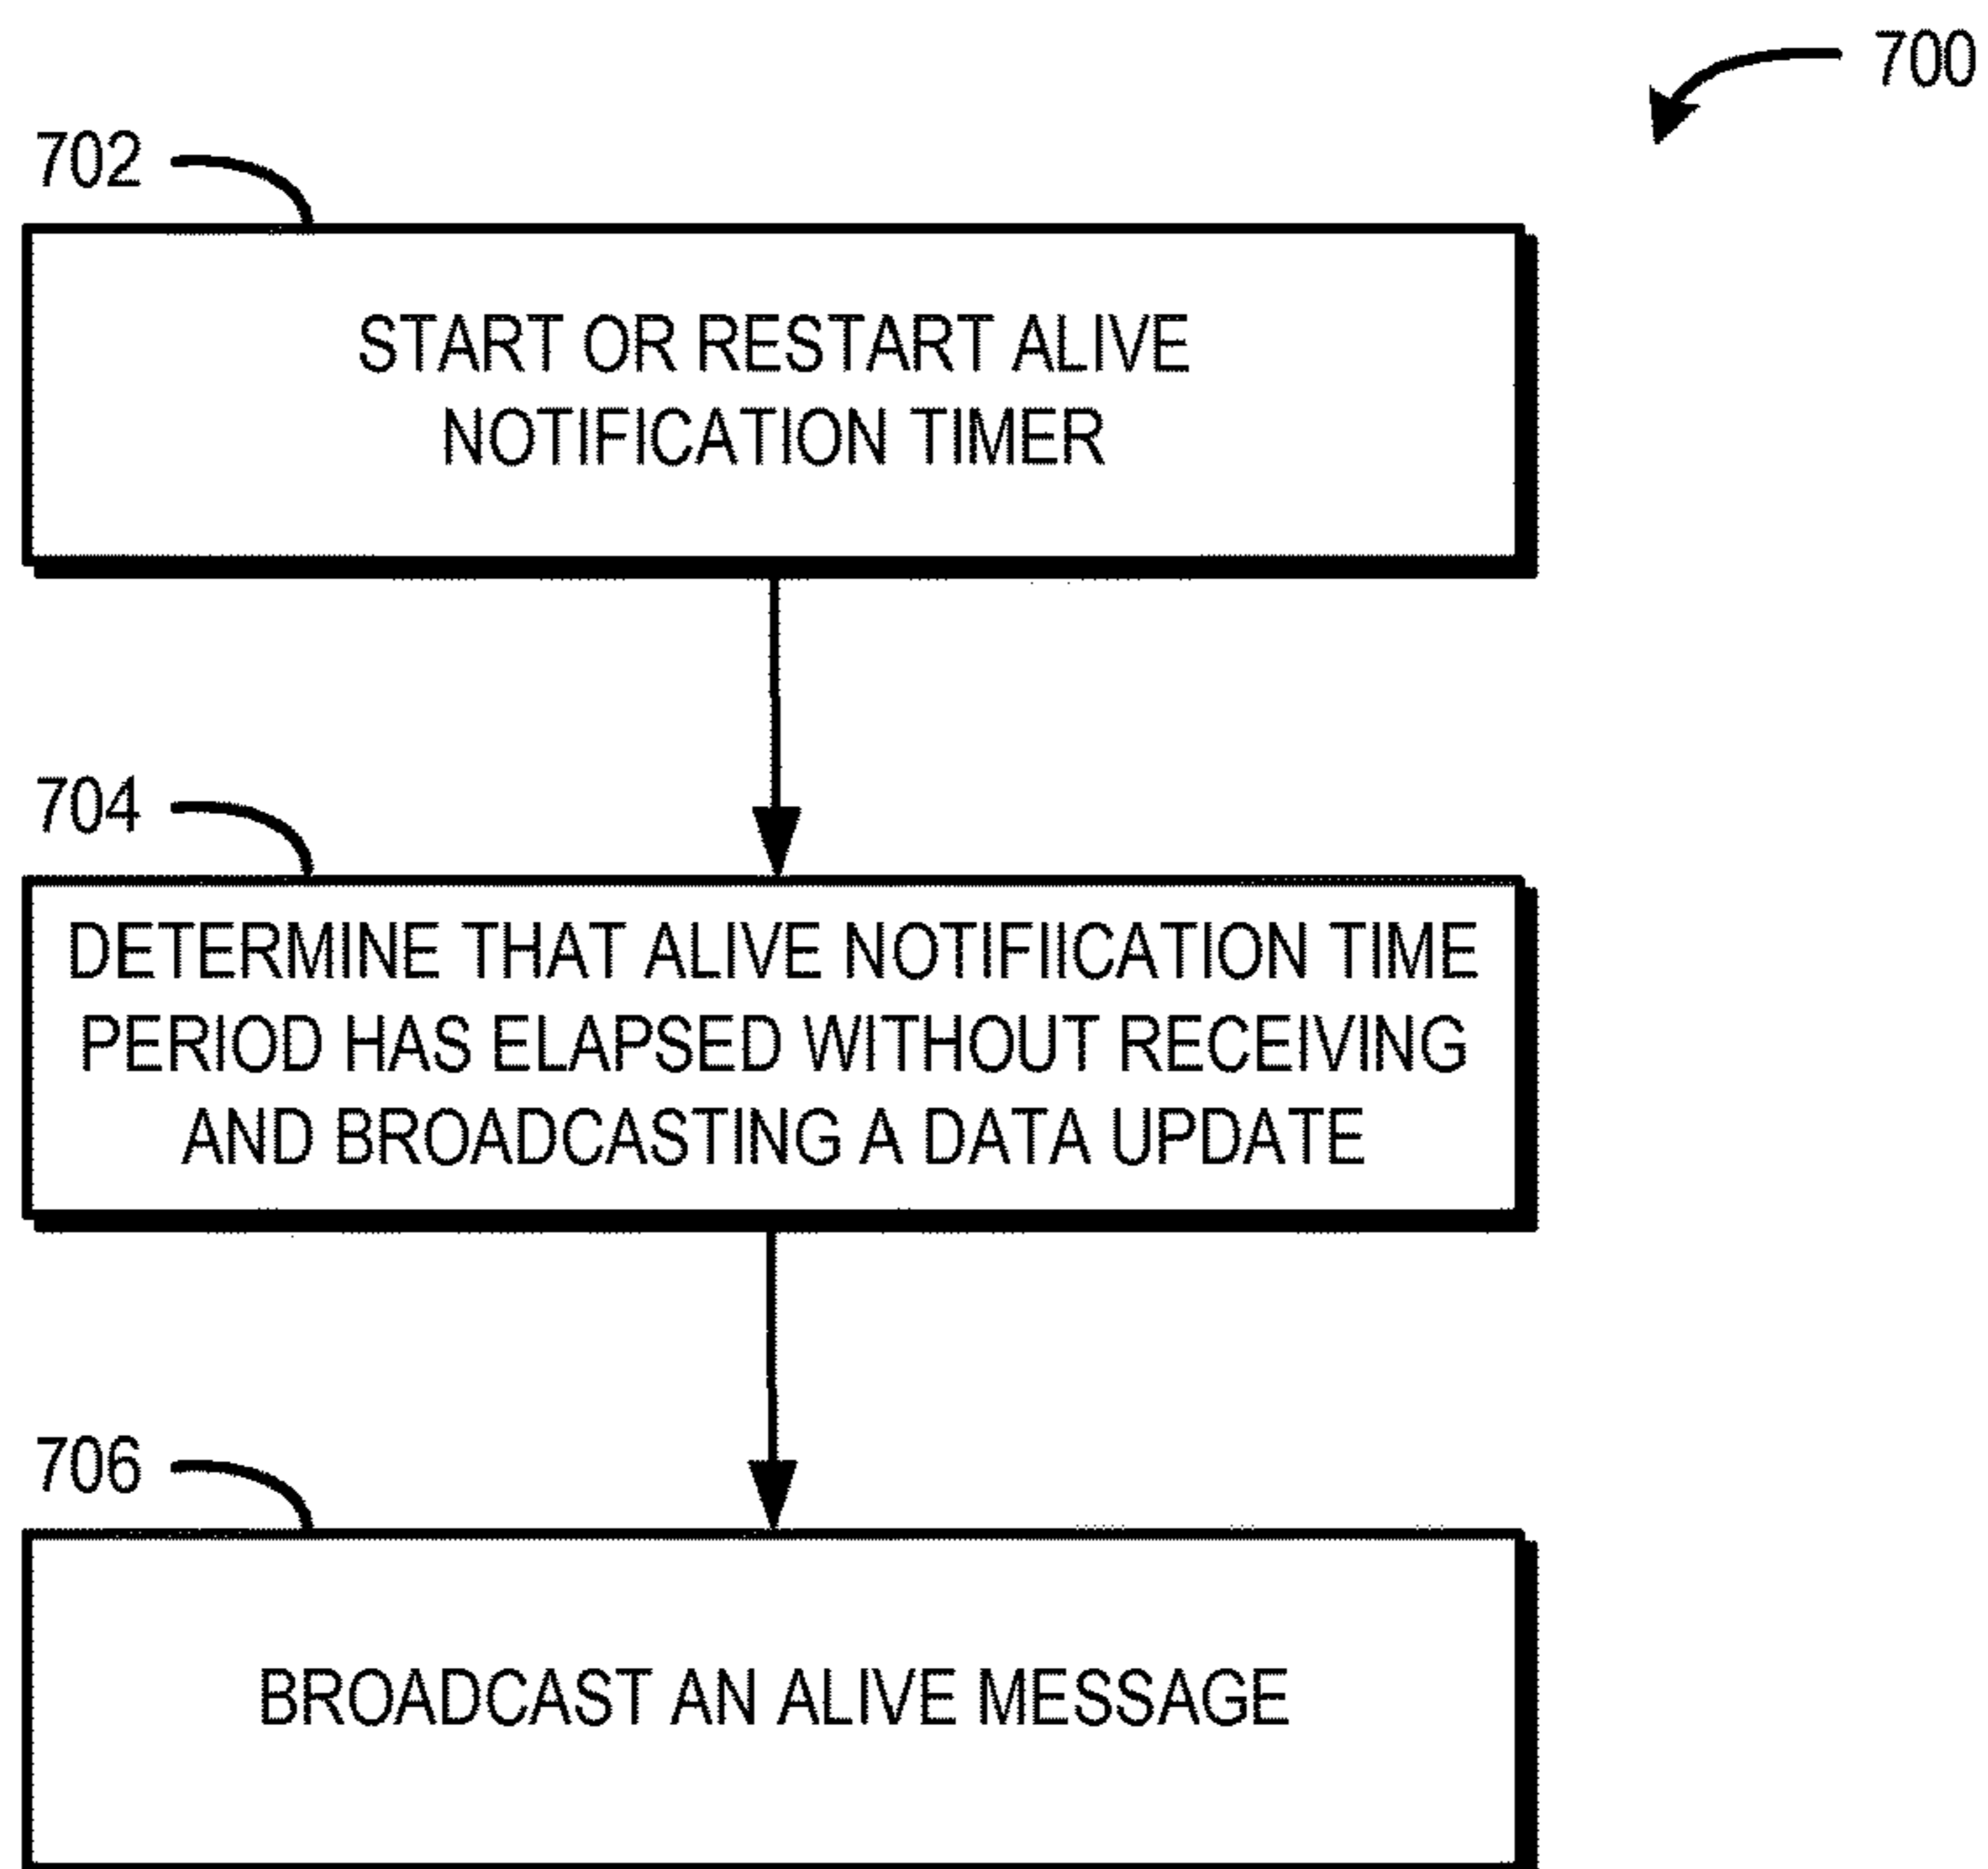 700
702
START OR RESTART ALIVE
NOTIFICATION TIMER
704
DETERMINE THAT ALIVE NOTIFIICATION TIME
PERIOD HAS ELAPSED WITHOUT RECEIVING
AND BROADCASTING A DATA UPDATE
706
BROADCAST AN ALIVE MESSAGE